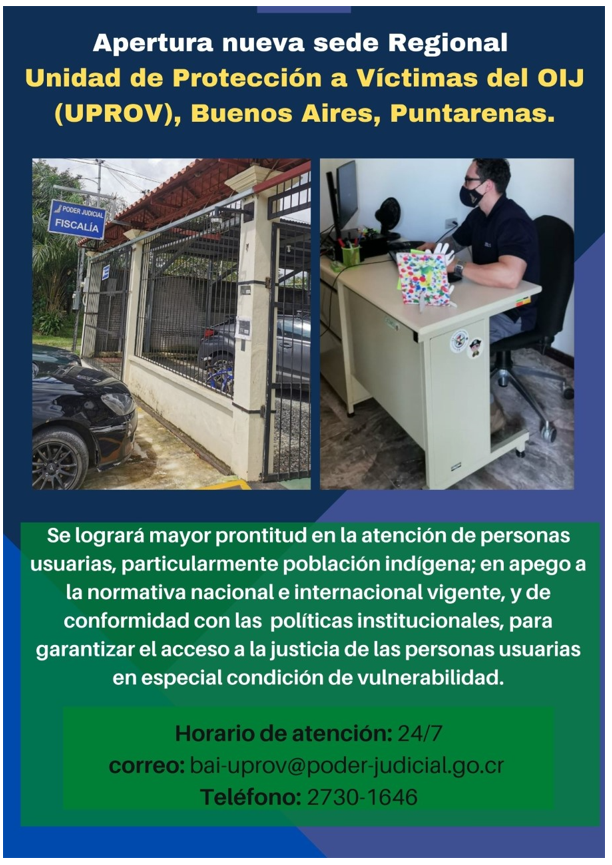 Apertura nueva sede Regional
Unidad de Protección a Víctimas del OIJ
(UPROV), Buenos Aires, Puntarenas.
PODER JUDICIAL
FISCALÍA
Se logrará mayor prontitud en la atención de personas
usuarias, particularmente población indígena; en apego a
la normativa nacional e internacional vigente, y de
conformidad con las políticas institucionales, para
garantizar el acceso a la justicia de las personas usuarias
en especial condición de vulnerabilidad.
Horario de atención: 24/7
correo: bai-uprov@poder-judicial.go.cr
Teléfono: 2730-1646